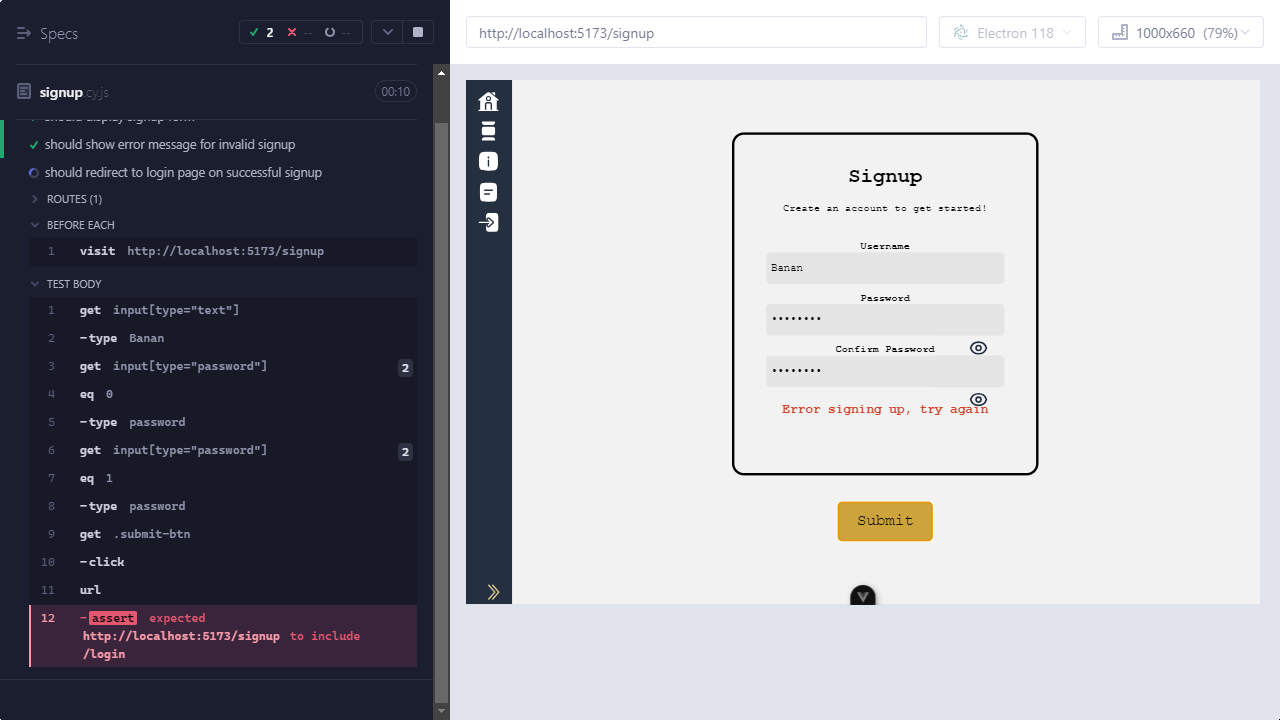 Specs
2 -- --
signup.cy.js 00:10
should display signup form
should show error message for invalid signup
should redirect to login page on successful signup
ROUTES (1)
BEFORE EACH
1 visit http://localhost:5173/signup
TEST BODY
1 get input[type="text"]
2 -type Banan
3 get input[type="password"] 2
4 eq 0
5 -type password
6 get input[type="password"] 2
7 eq 1
8 -type password
9 get .submit-btn
10 -click
11 url
12 -assert expected
http://localhost:5173/signup to include
/login
http://localhost:5173/signup
Electron 118
1000x660 (79%)
Signup
Create an account to get started!
Username
Banan
Password
••••••••
Confirm Password
••••••••
Error signing up, try again
Submit